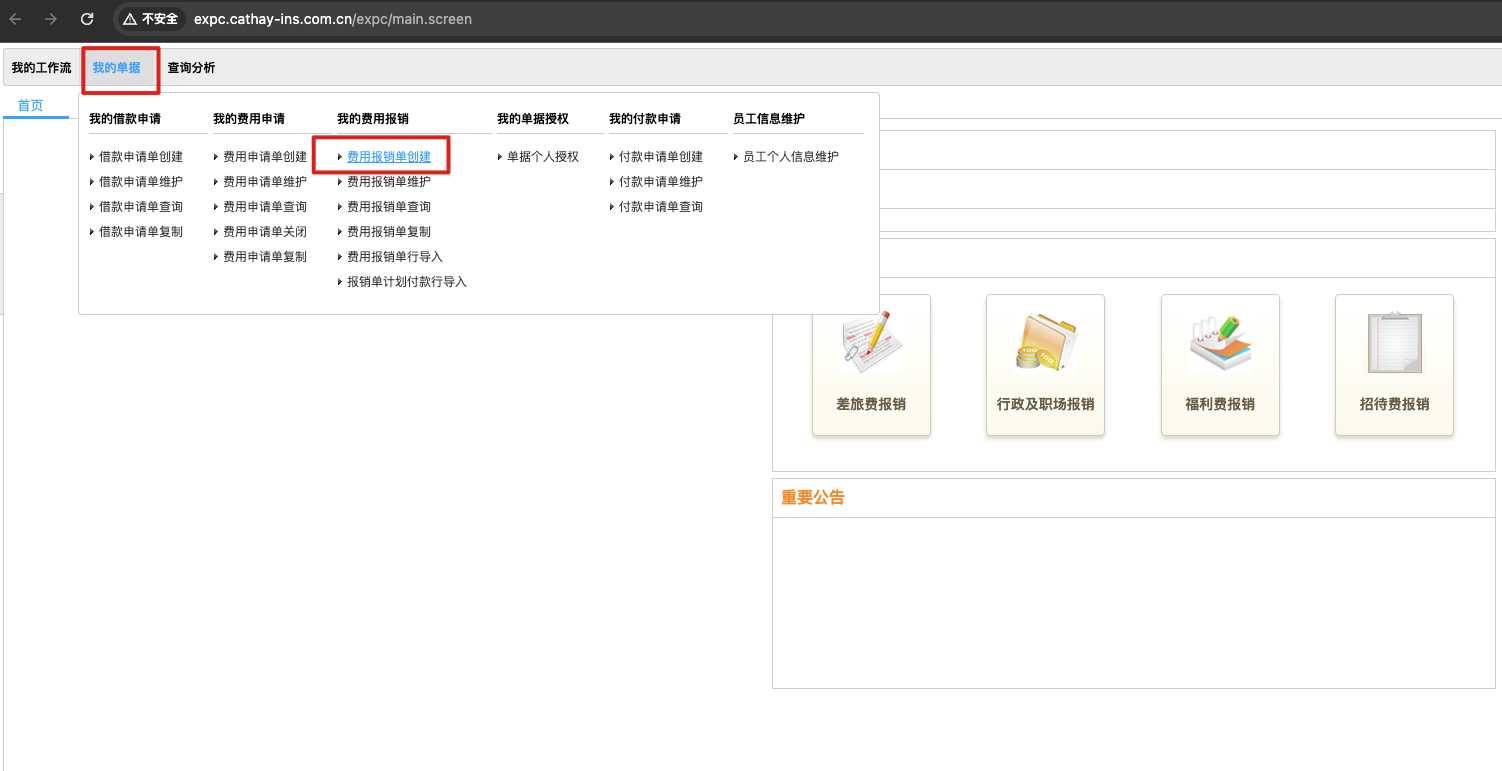 不安全 expc.cathay-ins.com.cn/expc/main.screen
我的工作流 我的单据 查询分析
首页
我的借款申请 我的费用申请 我的费用报销 我的单据授权 我的付款申请 员工信息维护
借款申请单创建 费用申请单创建 费用报销单创建 单据个人授权 付款申请单创建 员工个人信息维护
借款申请单维护 费用申请单维护 费用报销单维护 付款申请单维护
借款申请单查询 费用申请单查询 费用报销单查询 付款申请单查询
借款申请单复制 费用申请单关闭 费用报销单复制
费用申请单复制 费用报销单行导入
报销单计划付款行导入
差旅费报销 行政及职场报销 福利费报销 招待费报销
重要公告